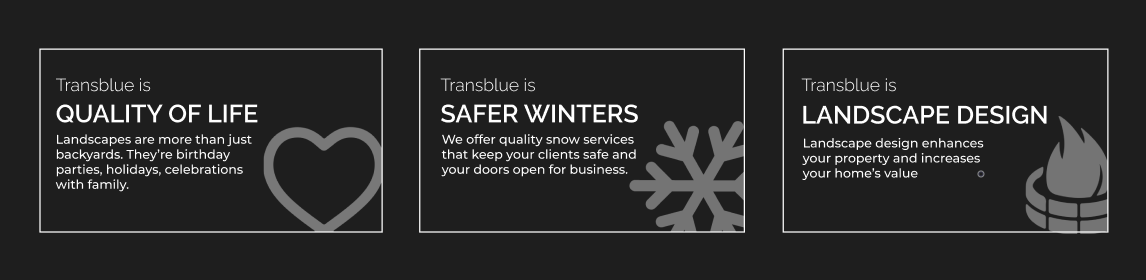 Transblue is
QUALITY OF LIFE
Landscapes are more than just
backyards. They're birthday
parties, holidays, celebrations
with family.
Transblue is
SAFER WINTERS
We offer quality snow services
that keep your clients safe and
your doors open for business.
Transblue is
LANDSCAPE DESIGN
Landscape design enhances
your property and increases
your home's value